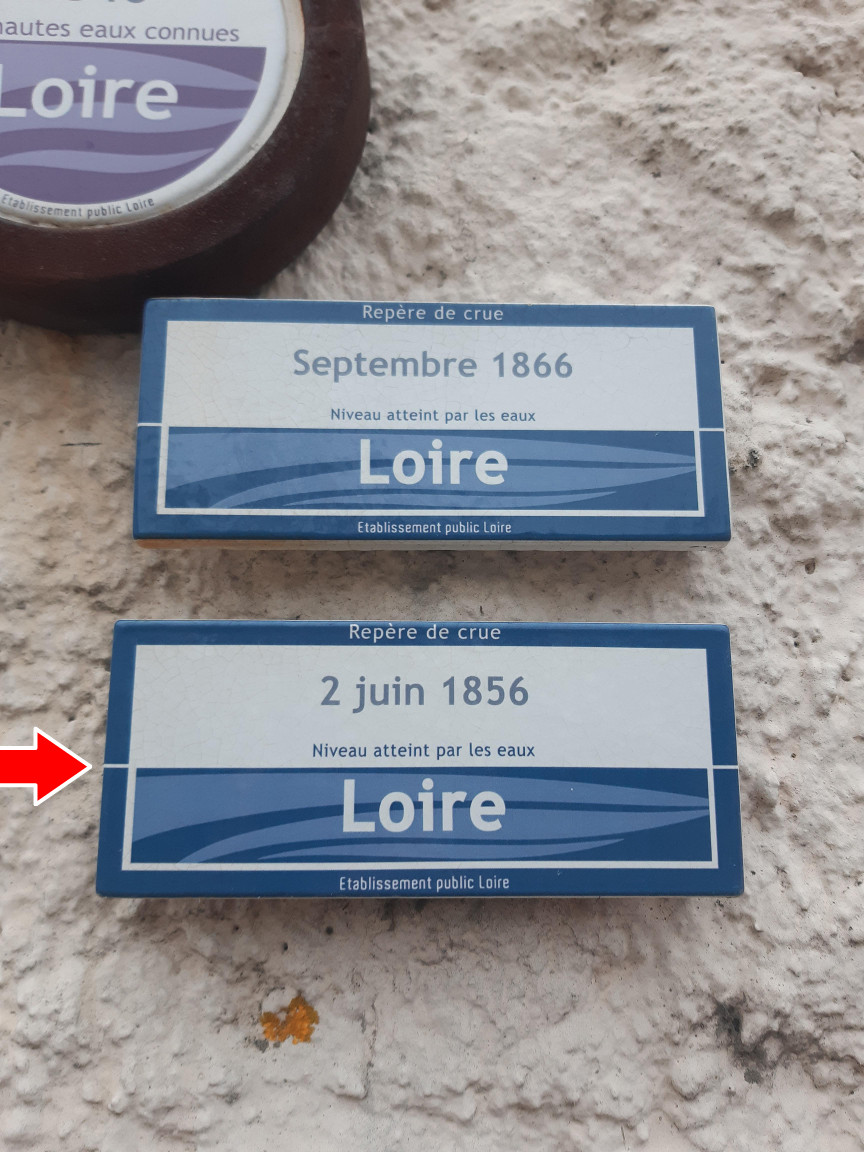 hautes eaux connues
Loire
Etablissement public Loire
Repère de crue
Septembre 1866
Niveau atteint par les eaux
Loire
Etablissement public Loire
Repère de crue
2 juin 1856
Niveau atteint par les eaux
Loire
Etablissement public Loire